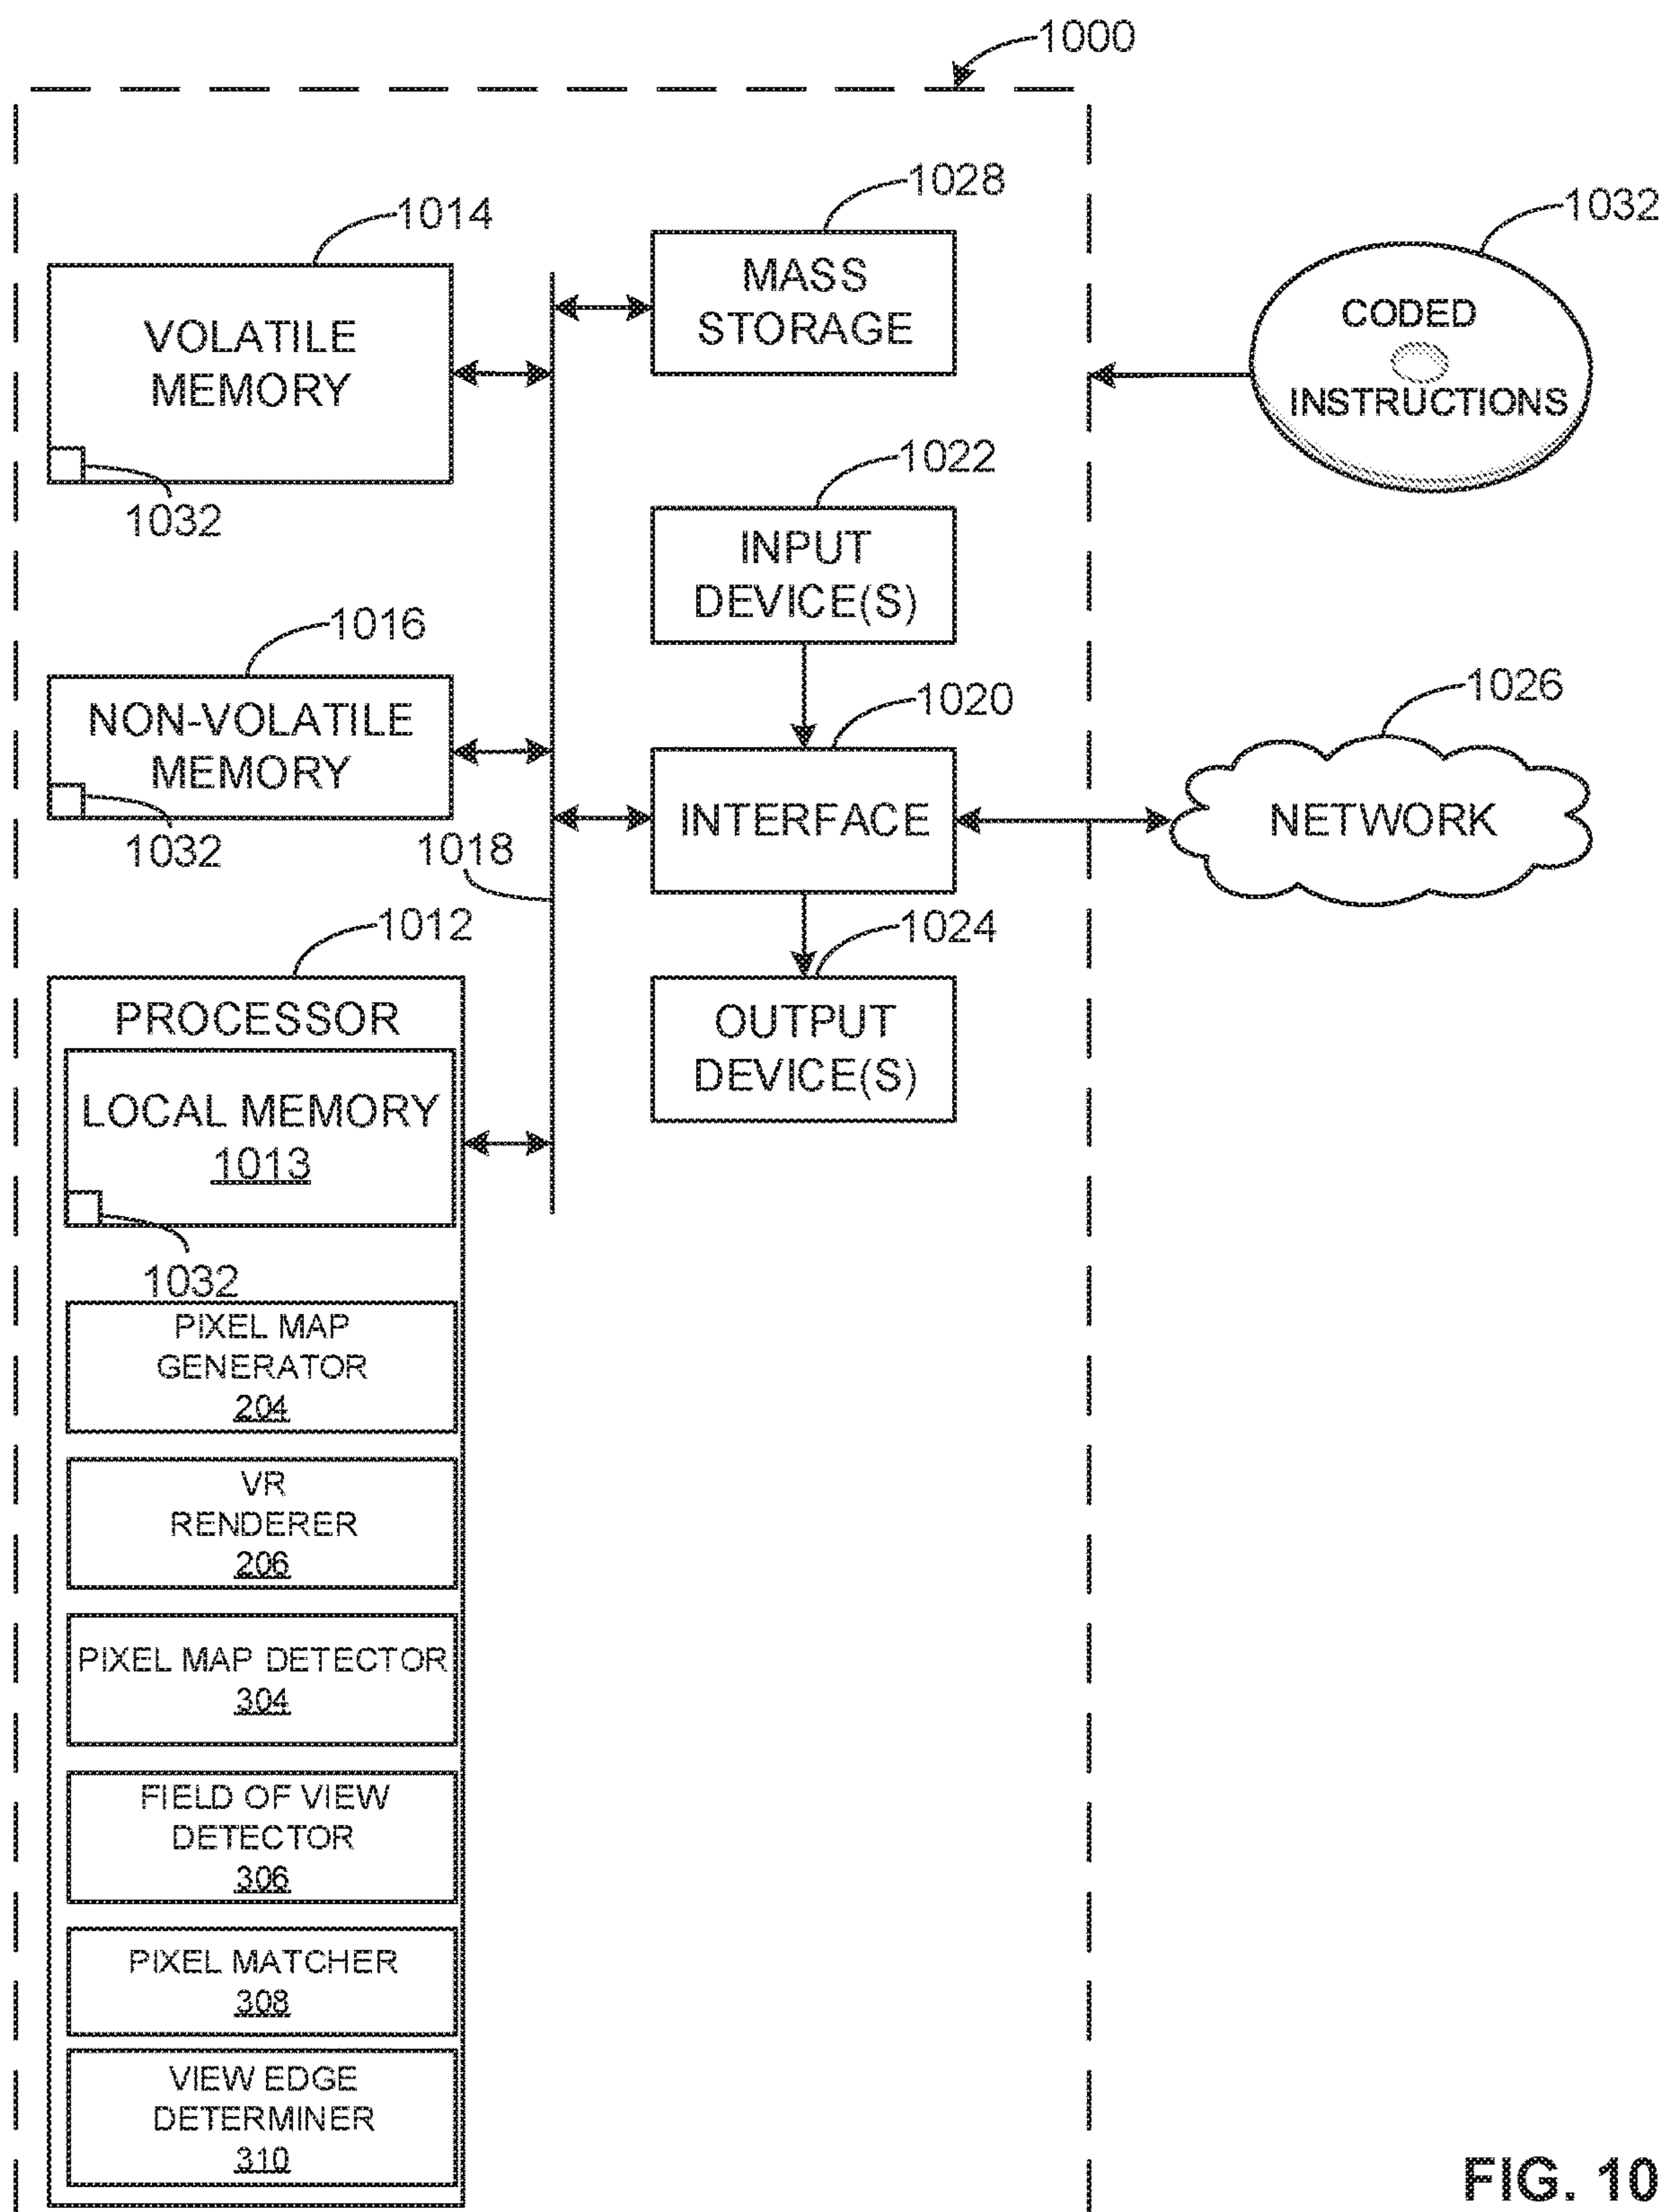 1000
1028
1014
1032
MASS
STORAGE
VOLATILE
MEMORY
CODED
INSTRUCTIONS
1032
1022
INPUT
DEVICE(S)
1016
1026
NON-VOLATILE
MEMORY
1020
INTERFACE
NETWORK
1032
1018
1012
1024
PROCESSOR
OUTPUT
DEVICE(S)
LOCAL MEMORY
1013
1032
PIXEL MAP
GENERATOR
204
VR
RENDERER
206
PIXEL MAP DETECTOR
304
FIELD OF VIEW
DETECTOR
306
PIXEL MATCHER
308
VIEW EDGE
DETERMINER
310
FIG. 10